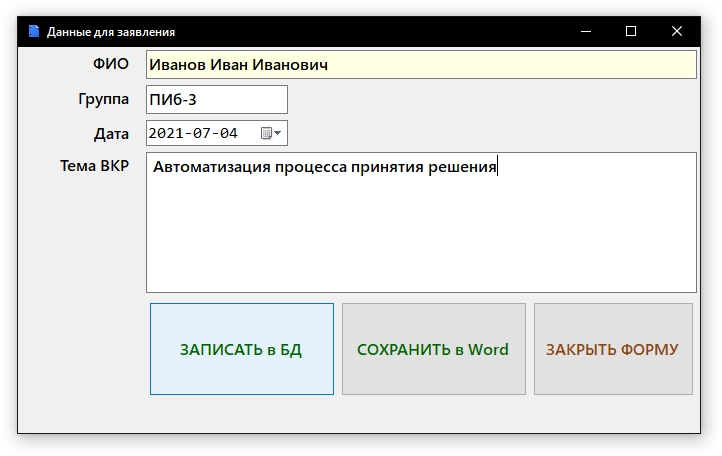 Данные для заявления
ФИО Иванов Иван Иванович
Группа ПИб-3
Дата 2021-07-04
Тема ВКР Автоматизация процесса принятия решения
ЗАПИСАТЬ в БД СОХРАНИТЬ в Word ЗАКРЫТЬ ФОРМУ